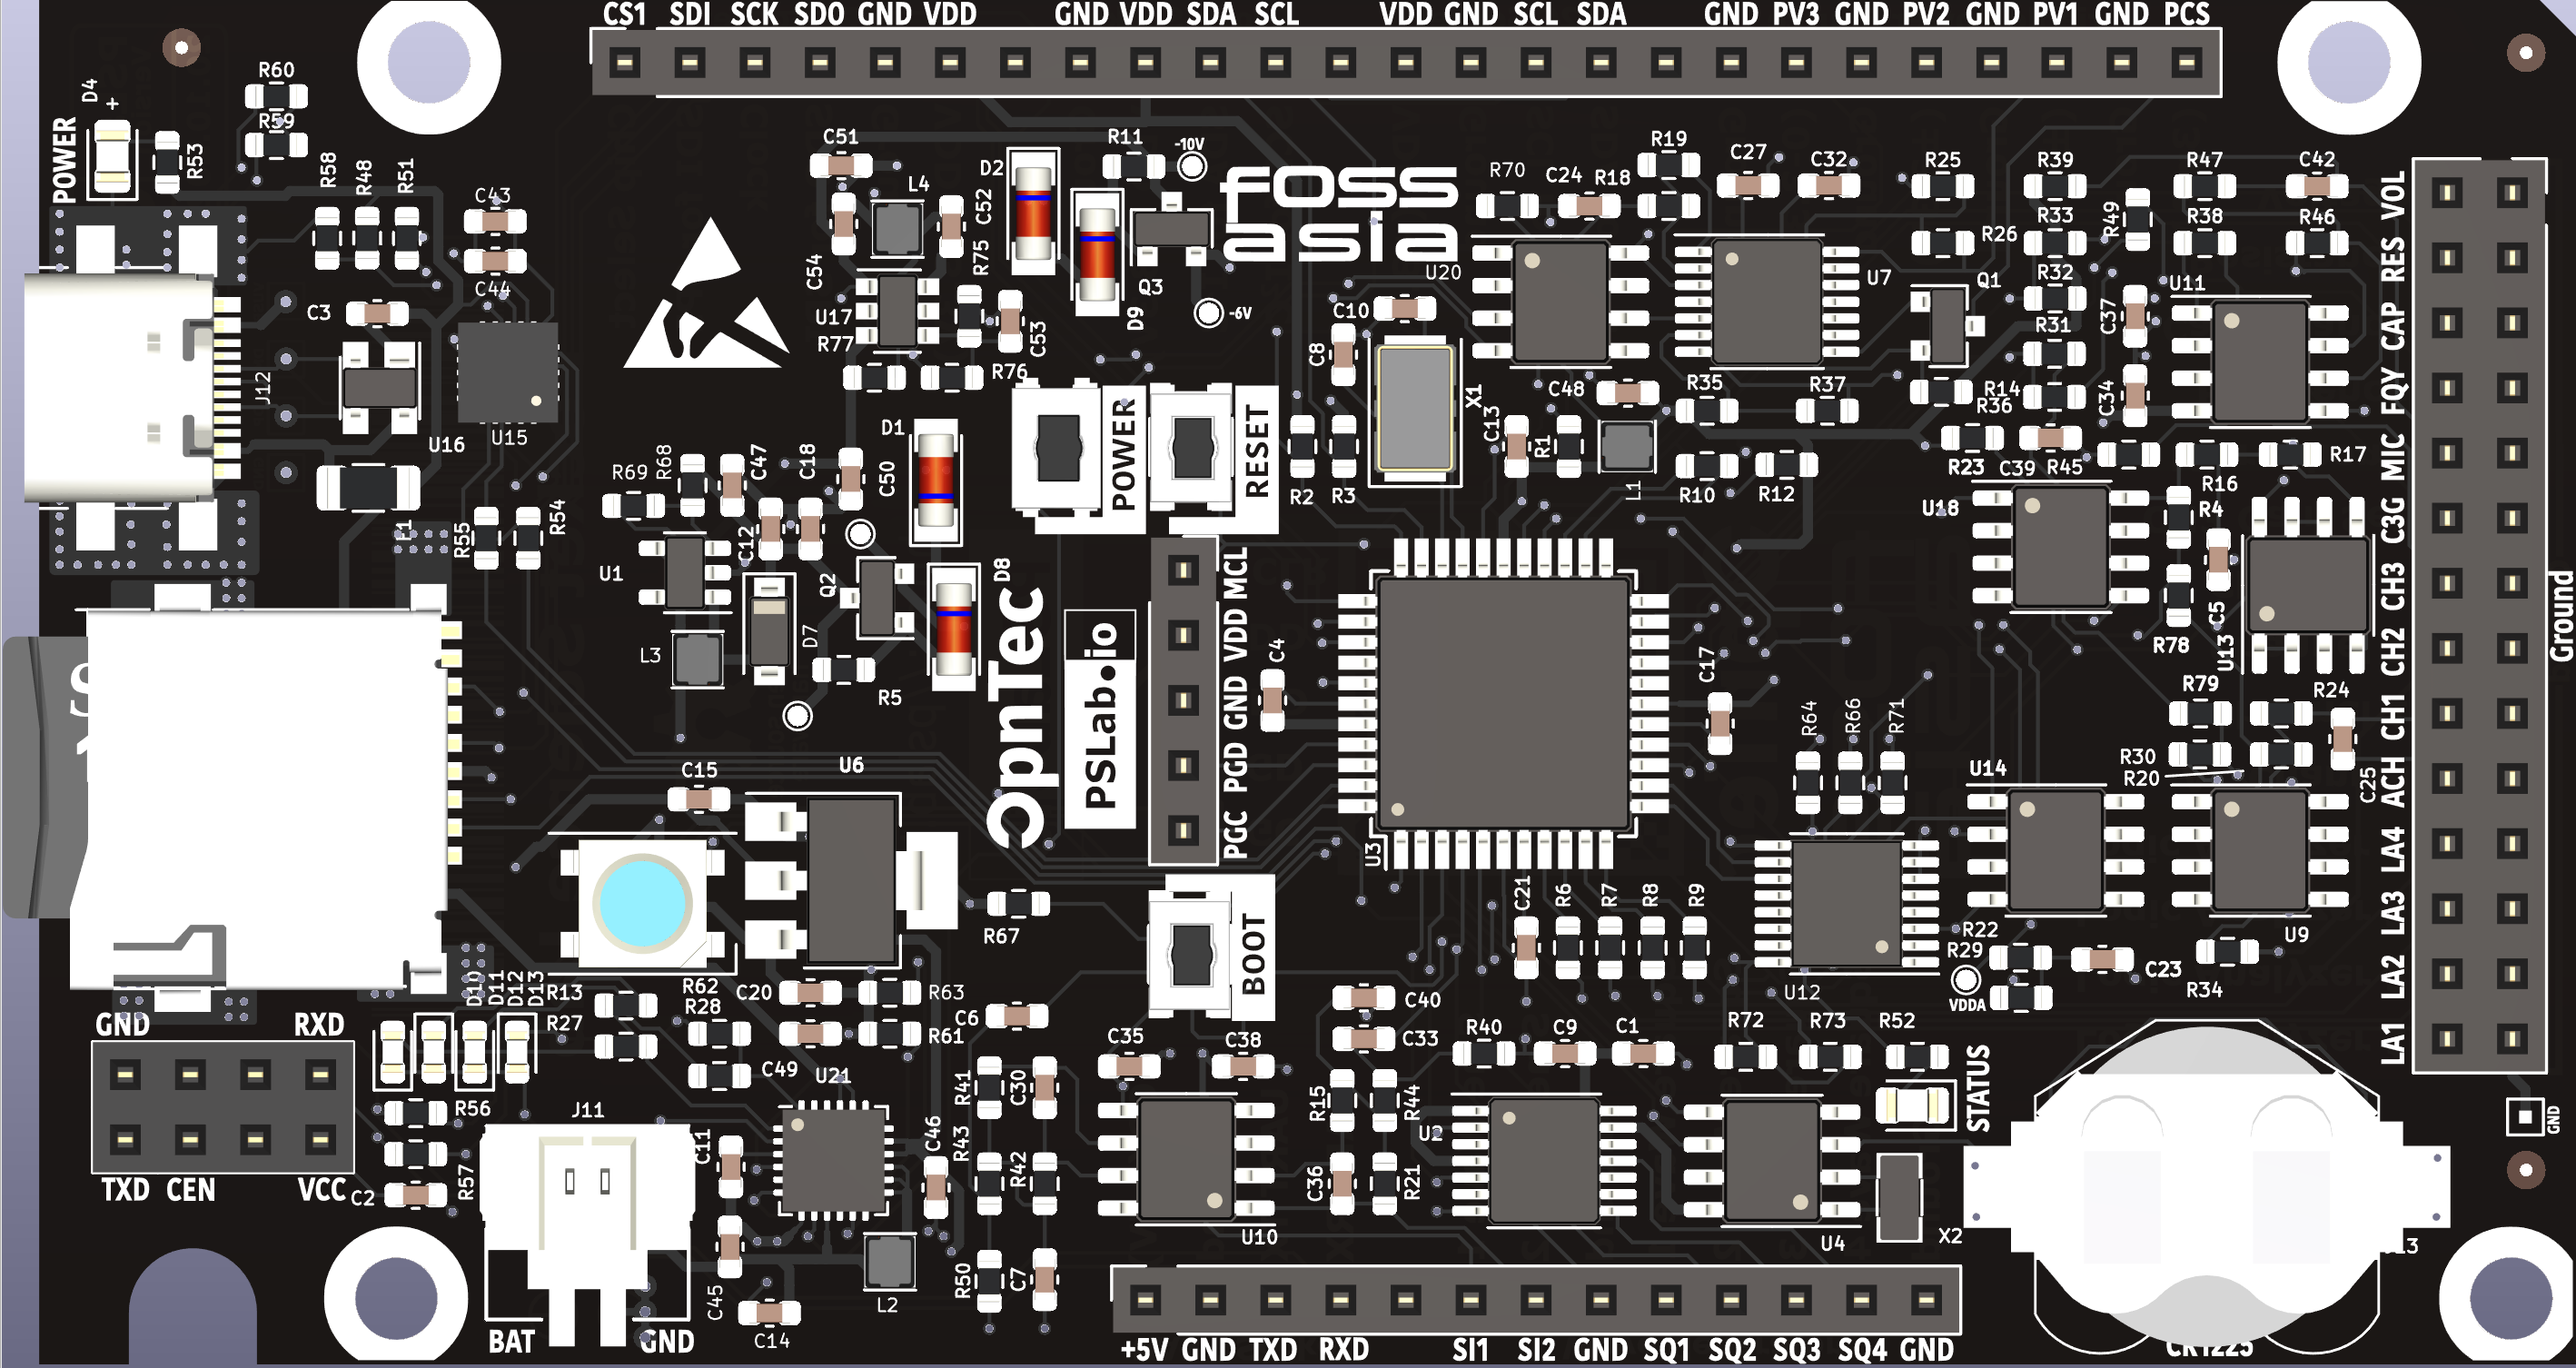 CS1 SDI SCK SDO GND VDD GND VDD SDA SCL VDD GND SCL SDA GND PV3 GND PV2 GND PV1 GND PCS
D4
+
POWER
R60
R59
R53
R58
R48
R51
C43
C44
C3
J12
U16
U15
F1
R55
R54
C51
L4
C54
C52
R75
U17
R77
C53
R76
D2
D9
R11
-10V
Q3
-6V
foss
asia
R70
C24
R18
R19
C27
C32
R25
R39
R47
C42
R26
R33
R49
R38
R46
U20
U7
Q1
R32
U11
C10
C8
X1
C37
R31
C48
R35
R37
R14
R36
C34
C13
R1
L1
R10
R12
R23
C39
R45
R16
R17
R2
R3
POWER
RESET
D1
R69
R68
C47
C18
C50
C12
U1
Q2
D8
L3
D7
R5
U18
R4
C5
R78
U13
OpnTec
PSLab.io
MCL
VDD
GND
PGD
PGC
C4
C17
U3
R79
R24
R30
R20
C25
R64
R66
R71
U14
U9
C15
U6
R67
BOOT
C21
R6
R7
R8
R9
U12
R22
R29
VDDA
C23
R34
D10
D11
D12
D13
R13
R27
R62
R28
C20
R63
R61
C49
U21
C6
C40
C33
GND RXD
TXD CEN VCC
R56
R57
C2
J11
BAT GND
C11
C45
C14
C46
L2
R41
C30
R43
R42
R50
C7
C35
C38
U10
R15
R44
C36
R21
R40
C9
C1
U2
R72
R73
R52
STATUS
U4
X2
CR1225
VOL
RES
CAP
FQY
MIC
C3G
CH3
CH2
CH1
ACH
LA4
LA3
LA2
LA1
Ground
GND
+5V GND TXD RXD SI1 SI2 GND SQ1 SQ2 SQ3 SQ4 GND